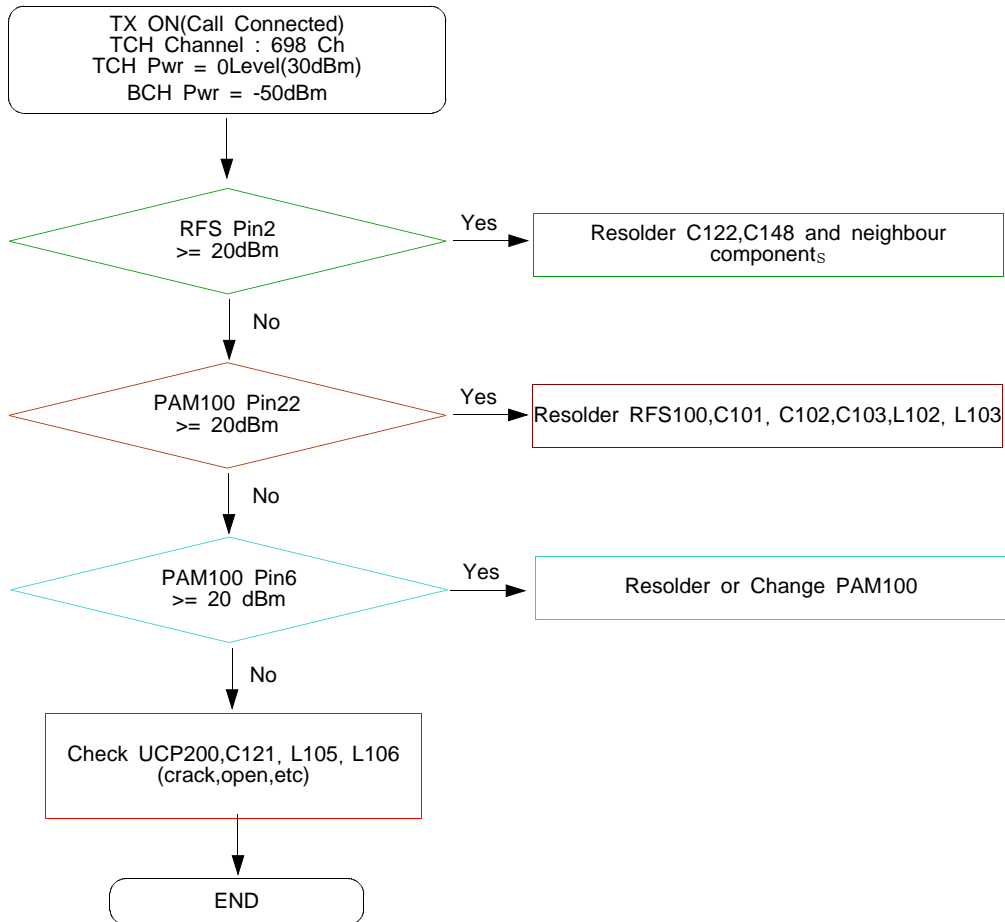 TX ON(Call Connected)
TCH Channel : 698 Ch
TCH Pwr = 0Level(30dBm)
BCH Pwr = -50dBm
RFS Pin2
>= 20dBm
Yes
Resolder C122,C148 and neighbour
components
No
PAM100 Pin22
>= 20dBm
Yes
Resolder RFS100,C101, C102,C103,L102, L103
No
PAM100 Pin6
>= 20 dBm
Yes
Resolder or Change PAM100
No
Check UCP200,C121, L105, L106
(crack,open,etc)
END